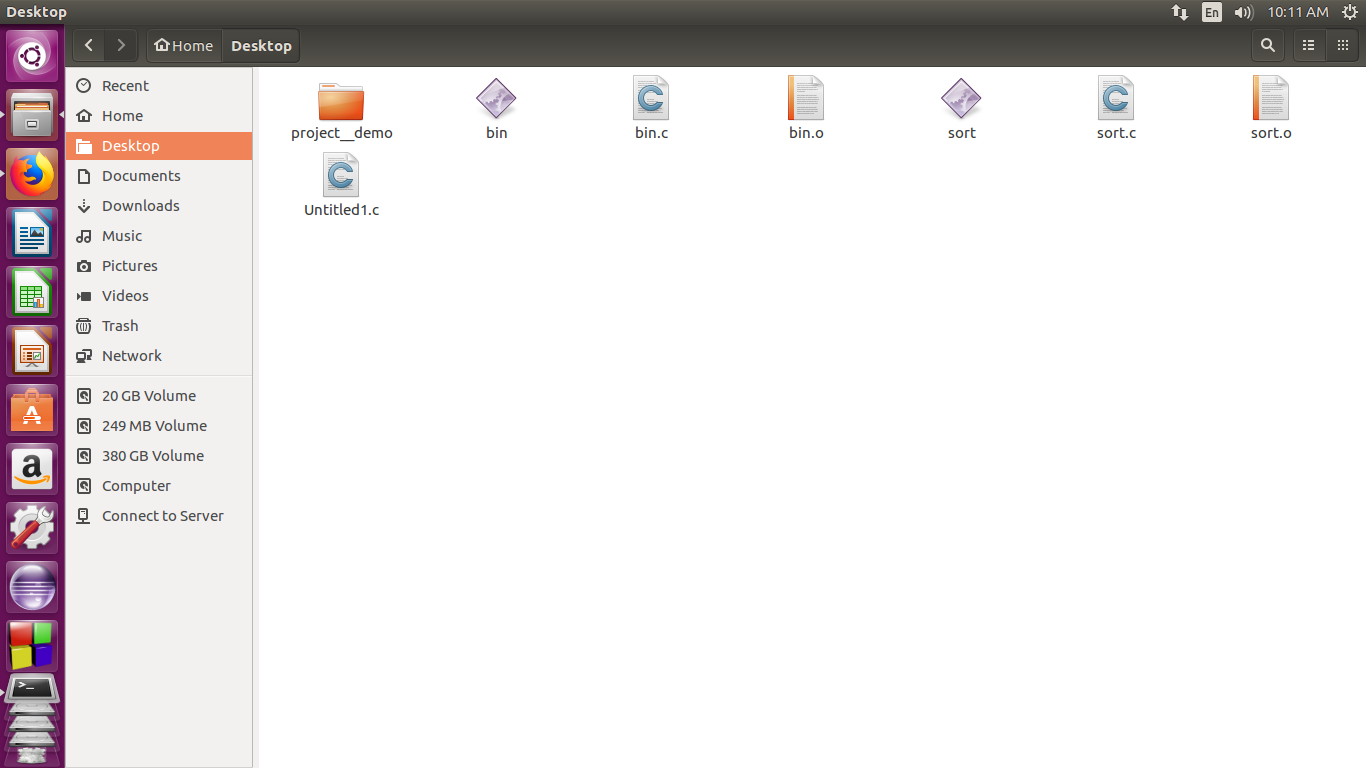 Desktop
En
10:11 AM
Home
Desktop
Recent
Home
Desktop
Documents
Downloads
Music
Pictures
Videos
Trash
Network
20 GB Volume
249 MB Volume
380 GB Volume
Computer
Connect to Server
project__demo
bin
bin.c
bin.o
sort
sort.c
sort.o
Untitled1.c